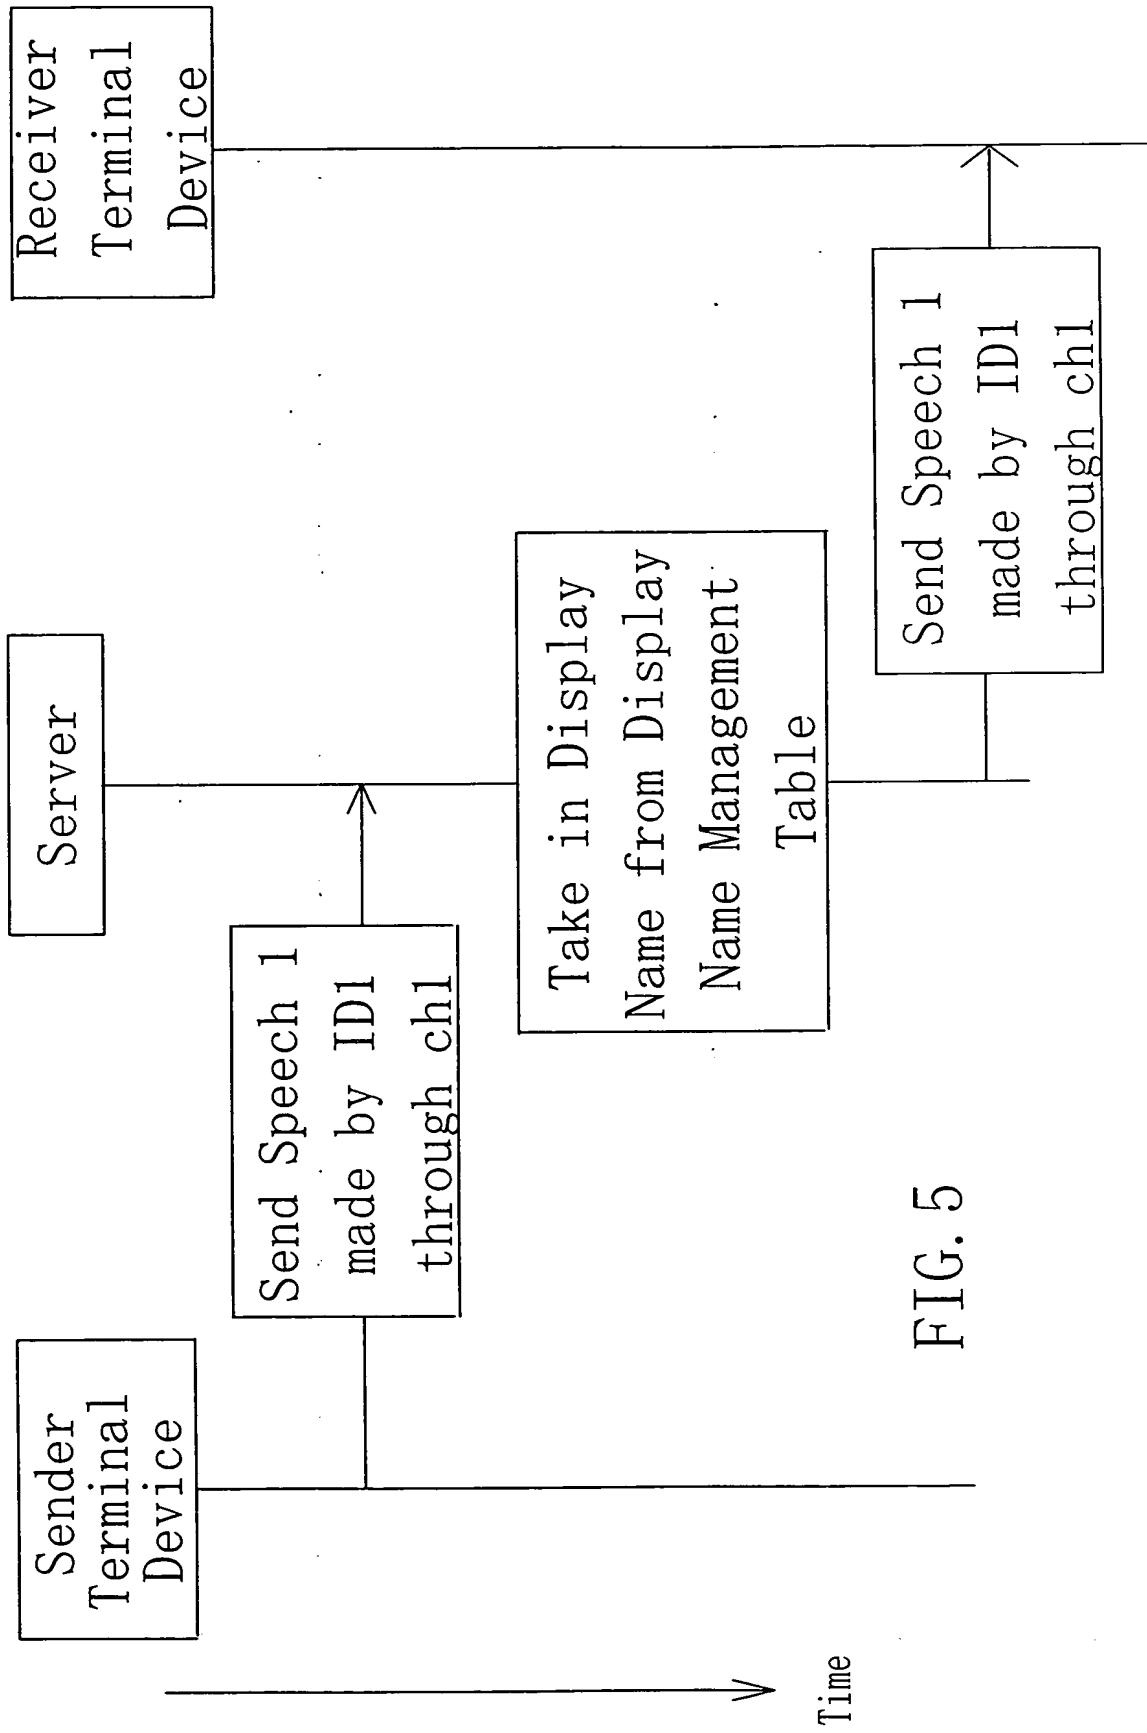 Sender
Terminal
Device
Server
Receiver
Terminal
Device
Send Speech 1
made by ID1
through ch1
Take in Display
Name from Display
Name Management
Table
Send Speech 1
made by ID1
through ch1
Time
FIG. 5